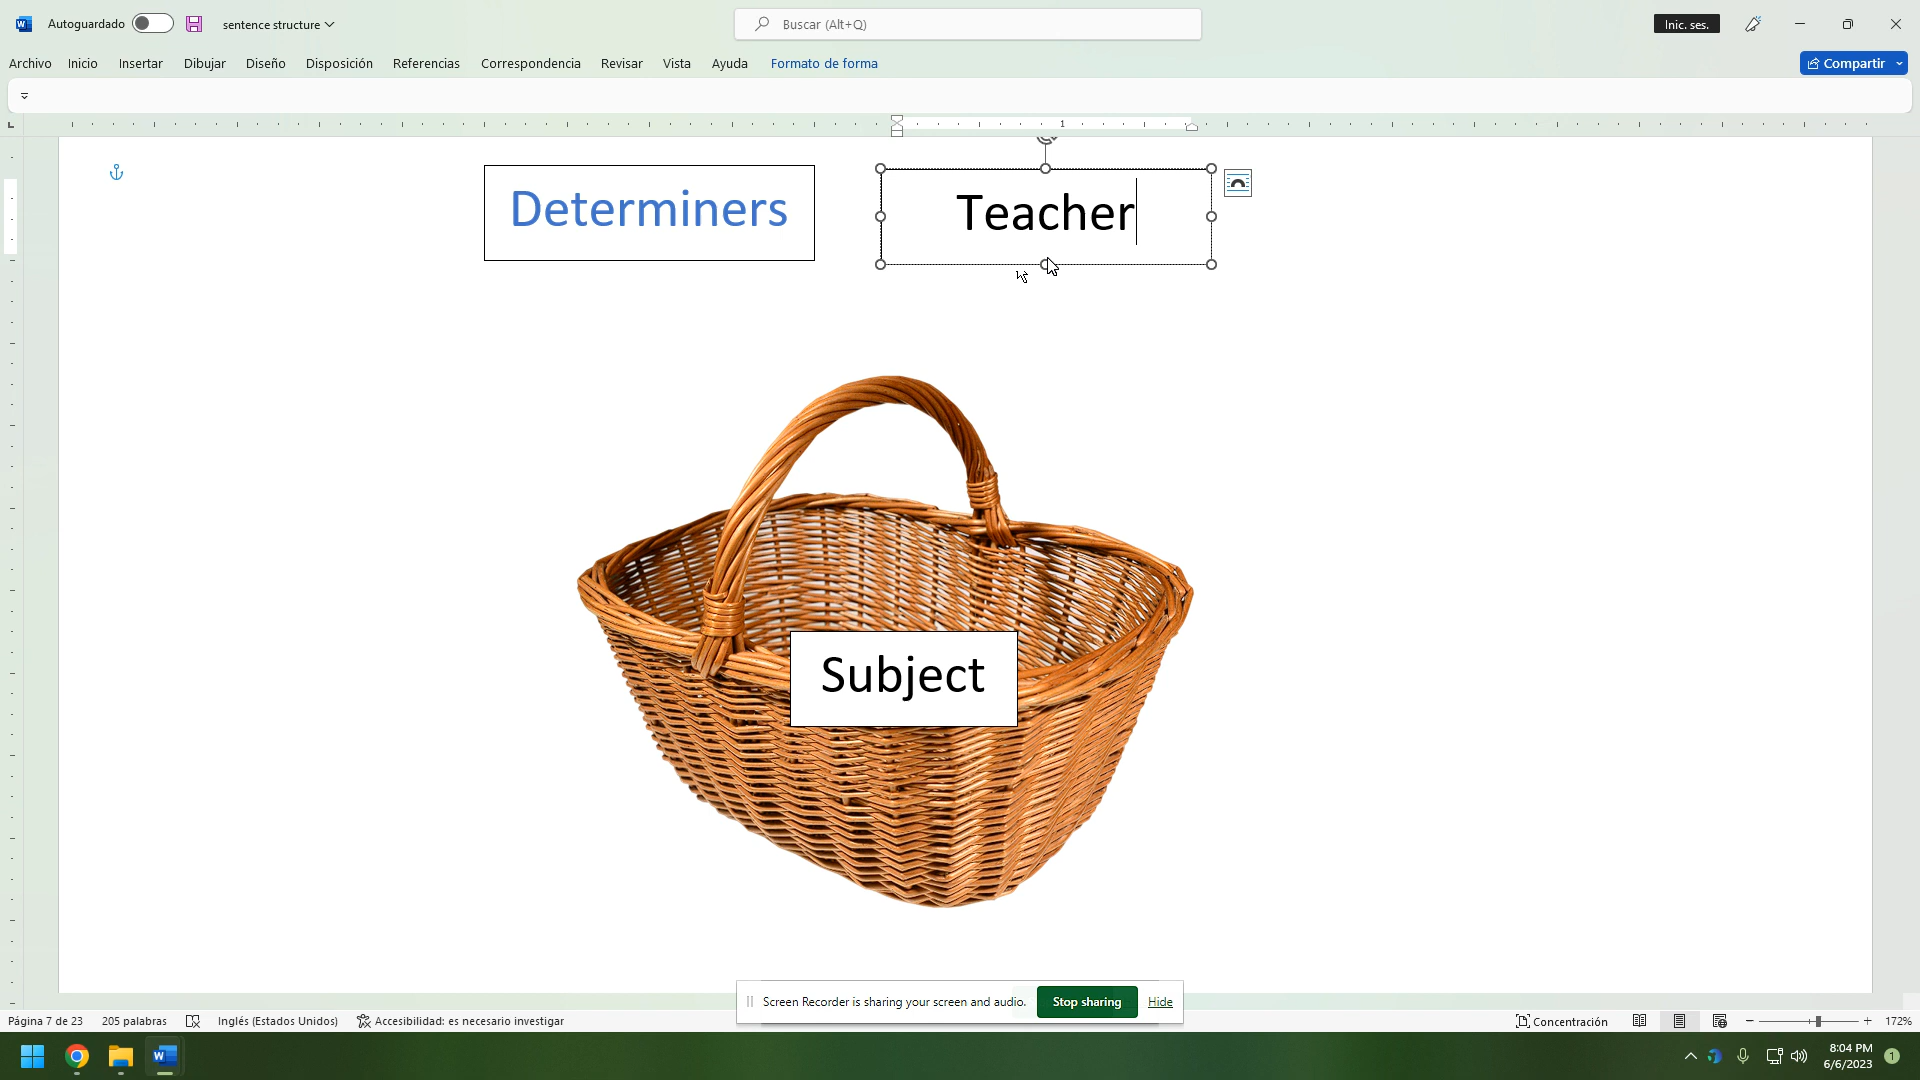 Autoguardado
sentence structure
Buscar (Alt+Q)
Inic. ses.
Archivo Inicio Insertar Dibujar Diseño Disposición Referencias Correspondencia Revisar Vista Ayuda Formato de forma
Compartir
1
Determiners
Teacher
Subject
Screen Recorder is sharing your screen and audio. Stop sharing Hide
Página 7 de 23 205 palabras Inglés (Estados Unidos) Accesibilidad: es necesario investigar
Concentración
172%
8:04 PM
6/6/2023
1